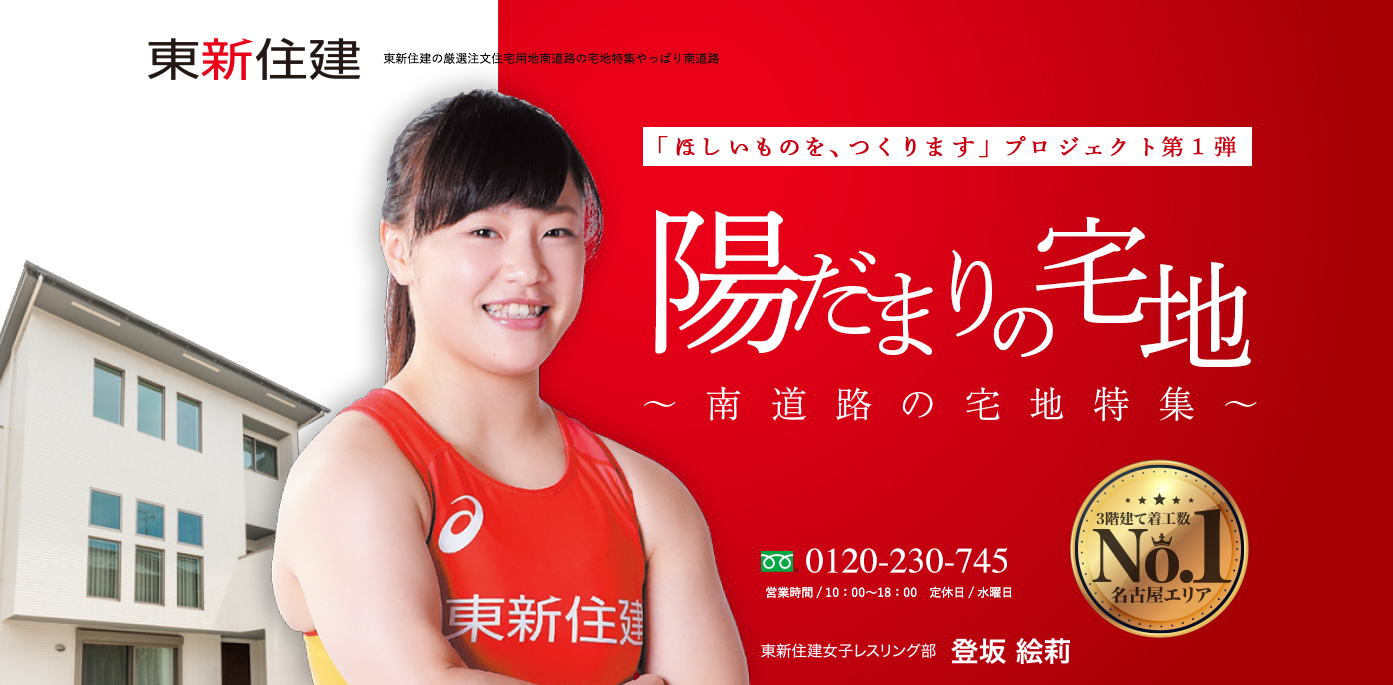 東新住建
東新住建の厳選注文住宅用地南道路の宅地特集やっぱり南道路
「ほしいものを、つくります」プロジェクト第1弾
陽だまりの宅地
～南道路の宅地特集～
3階建て着工数
No.1
名古屋エリア
0120-230-745
営業時間 / 10：00～18：00　定休日 / 水曜日
東新住建
東新住建女子レスリング部　登坂 絵莉